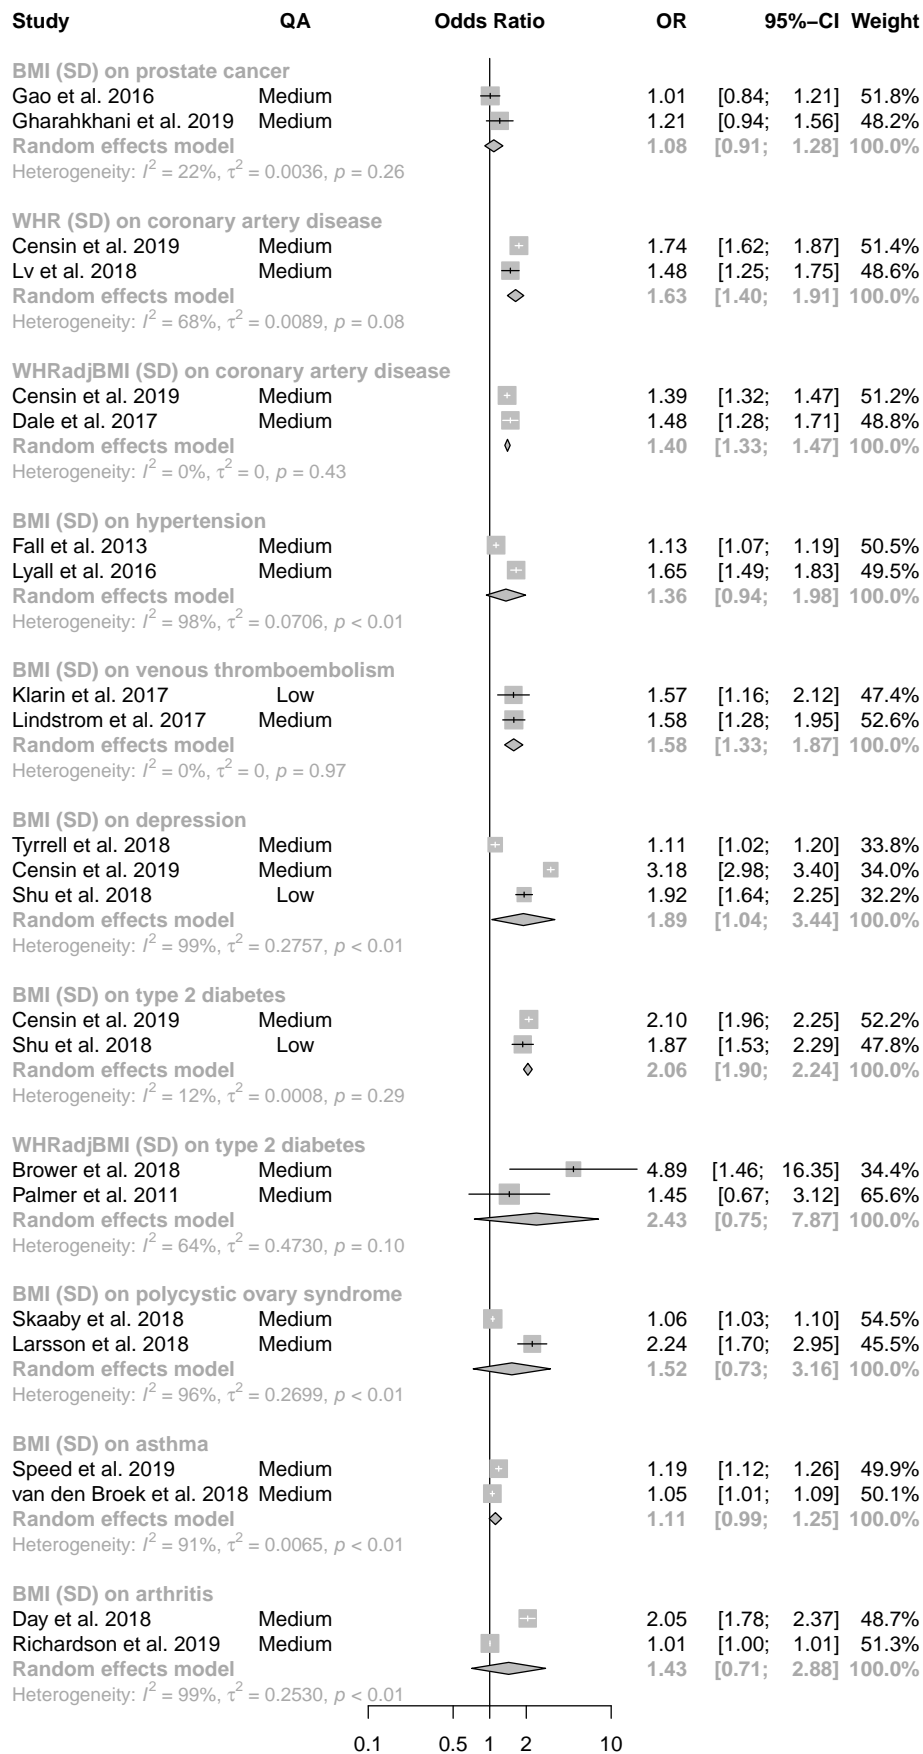 Study QA Odds Ratio OR 95%−CI Weight
BMI (SD) on prostate cancer
Gao et al. 2016 Medium 1.01 [0.84; 1.21] 51.8%
Gharahkhani et al. 2019 Medium 1.21 [0.94; 1.56] 48.2%
Random effects model 1.08 [0.91; 1.28] 100.0%
Heterogeneity: I² = 22%, τ² = 0.0036, p = 0.26
WHR (SD) on coronary artery disease
Censin et al. 2019 Medium 1.74 [1.62; 1.87] 51.4%
Lv et al. 2018 Medium 1.48 [1.25; 1.75] 48.6%
Random effects model 1.63 [1.40; 1.91] 100.0%
Heterogeneity: I² = 68%, τ² = 0.0089, p = 0.08
WHRadjBMI (SD) on coronary artery disease
Censin et al. 2019 Medium 1.39 [1.32; 1.47] 51.2%
Dale et al. 2017 Medium 1.48 [1.28; 1.71] 48.8%
Random effects model 1.40 [1.33; 1.47] 100.0%
Heterogeneity: I² = 0%, τ² = 0, p = 0.43
BMI (SD) on hypertension
Fall et al. 2013 Medium 1.13 [1.07; 1.19] 50.5%
Lyall et al. 2016 Medium 1.65 [1.49; 1.83] 49.5%
Random effects model 1.36 [0.94; 1.98] 100.0%
Heterogeneity: I² = 98%, τ² = 0.0706, p < 0.01
BMI (SD) on venous thromboembolism
Klarin et al. 2017 Low 1.57 [1.16; 2.12] 47.4%
Lindstrom et al. 2017 Medium 1.58 [1.28; 1.95] 52.6%
Random effects model 1.58 [1.33; 1.87] 100.0%
Heterogeneity: I² = 0%, τ² = 0, p = 0.97
BMI (SD) on depression
Tyrrell et al. 2018 Medium 1.11 [1.02; 1.20] 33.8%
Censin et al. 2019 Medium 3.18 [2.98; 3.40] 34.0%
Shu et al. 2018 Low 1.92 [1.64; 2.25] 32.2%
Random effects model 1.89 [1.04; 3.44] 100.0%
Heterogeneity: I² = 99%, τ² = 0.2757, p < 0.01
BMI (SD) on type 2 diabetes
Censin et al. 2019 Medium 2.10 [1.96; 2.25] 52.2%
Shu et al. 2018 Low 1.87 [1.53; 2.29] 47.8%
Random effects model 2.06 [1.90; 2.24] 100.0%
Heterogeneity: I² = 12%, τ² = 0.0008, p = 0.29
WHRadjBMI (SD) on type 2 diabetes
Brower et al. 2018 Medium 4.89 [1.46; 16.35] 34.4%
Palmer et al. 2011 Medium 1.45 [0.67; 3.12] 65.6%
Random effects model 2.43 [0.75; 7.87] 100.0%
Heterogeneity: I² = 64%, τ² = 0.4730, p = 0.10
BMI (SD) on polycystic ovary syndrome
Skaaby et al. 2018 Medium 1.06 [1.03; 1.10] 54.5%
Larsson et al. 2018 Medium 2.24 [1.70; 2.95] 45.5%
Random effects model 1.52 [0.73; 3.16] 100.0%
Heterogeneity: I² = 96%, τ² = 0.2699, p < 0.01
BMI (SD) on asthma
Speed et al. 2019 Medium 1.19 [1.12; 1.26] 49.9%
van den Broek et al. 2018 Medium 1.05 [1.01; 1.09] 50.1%
Random effects model 1.11 [0.99; 1.25] 100.0%
Heterogeneity: I² = 91%, τ² = 0.0065, p < 0.01
BMI (SD) on arthritis
Day et al. 2018 Medium 2.05 [1.78; 2.37] 48.7%
Richardson et al. 2019 Medium 1.01 [1.00; 1.01] 51.3%
Random effects model 1.43 [0.71; 2.88] 100.0%
Heterogeneity: I² = 99%, τ² = 0.2530, p < 0.01
0.1 0.5 1 2 10